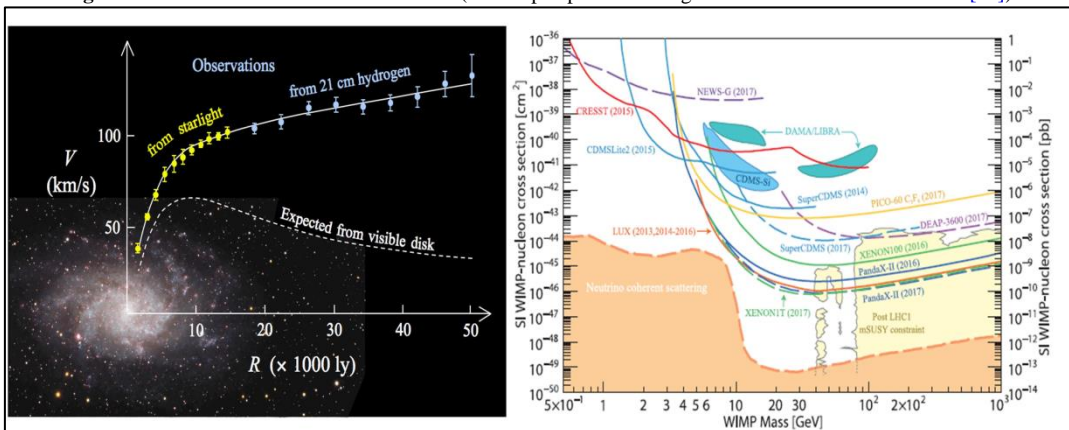 Observations
from 21 cm hydrogen
from starlight
V
(km/s)
100
50
Expected from visible disk
10
20
30
40
50
R (× 1000 ly)
SI WIMP-nucleon cross section [cm²]
10⁻³⁶
10⁻³⁷
10⁻³⁸
10⁻³⁹
10⁻⁴⁰
10⁻⁴¹
10⁻⁴²
10⁻⁴³
10⁻⁴⁴
10⁻⁴⁵
10⁻⁴⁶
10⁻⁴⁷
10⁻⁴⁸
10⁻⁴⁹
10⁻⁵⁰
NEWS-G (2017)
CRESST (2015)
DAMA/LIBRA
CDMSLite2 (2015)
CDMS-Si
SuperCDMS (2014)
PICO-60 C₃F₈ (2017)
DEAP-3600 (2017)
LUX (2013,2014-2016)
SuperCDMS (2017)
XENON100 (2016)
PandaX-II (2016)
Neutrino coherent scattering
PandaX-II (2017)
XENON1T (2017)
Post LHC1
mSUSY constraint
1
10⁻¹
10⁻²
10⁻³
10⁻⁴
10⁻⁵
10⁻⁶
10⁻⁷
10⁻⁸
10⁻⁹
10⁻¹⁰
10⁻¹¹
10⁻¹²
10⁻¹³
10⁻¹⁴
SI WIMP-nucleon cross section [pb]
5×10⁻¹ 1 2 3 4 5 6 10 20 30 10² 2×10² 10³
WIMP Mass [GeV]